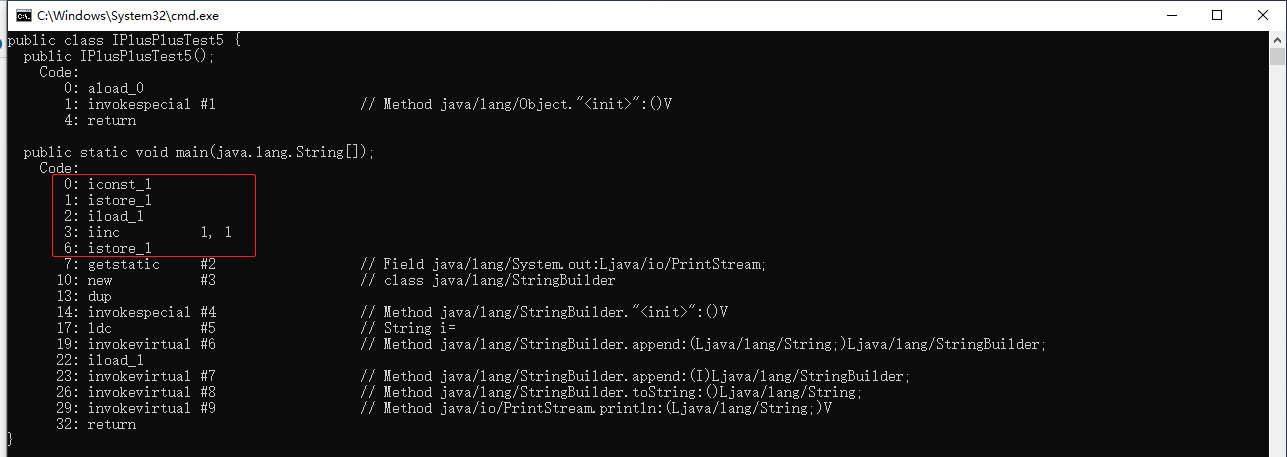 C:\Windows\System32\cmd.exe
public class IPlusPlusTest5 {
  public IPlusPlusTest5();
    Code:
       0: aload_0
       1: invokespecial #1                  // Method java/lang/Object."<init>":()V
       4: return

  public static void main(java.lang.String[]);
    Code:
       0: iconst_1
       1: istore_1
       2: iload_1
       3: iinc          1, 1
       6: istore_1
       7: getstatic     #2                  // Field java/lang/System.out:Ljava/io/PrintStream;
      10: new           #3                  // class java/lang/StringBuilder
      13: dup
      14: invokespecial #4                  // Method java/lang/StringBuilder."<init>":()V
      17: ldc           #5                  // String i=
      19: invokevirtual #6                  // Method java/lang/StringBuilder.append:(Ljava/lang/String;)Ljava/lang/StringBuilder;
      22: iload_1
      23: invokevirtual #7                  // Method java/lang/StringBuilder.append:(I)Ljava/lang/StringBuilder;
      26: invokevirtual #8                  // Method java/lang/StringBuilder.toString:()Ljava/lang/String;
      29: invokevirtual #9                  // Method java/io/PrintStream.println:(Ljava/lang/String;)V
      32: return
}